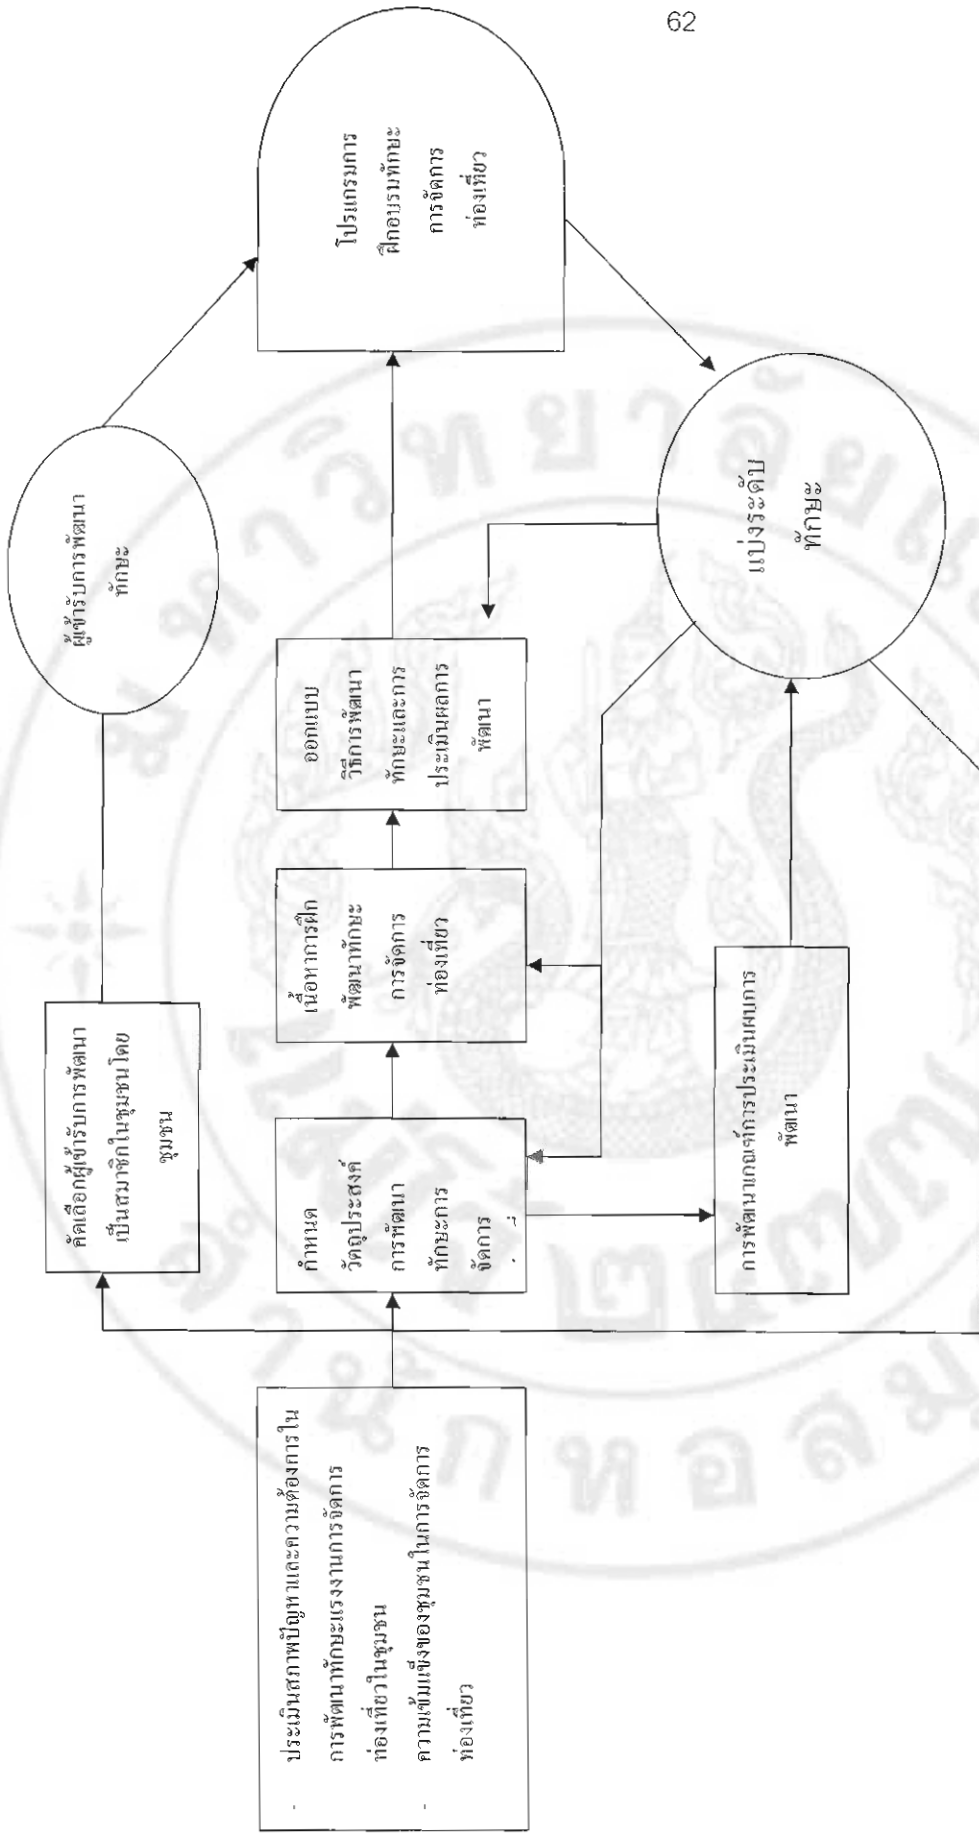 62
คัดเลือกผู้เข้ารับการพัฒนา
เป็นสมาชิกในชุมชนโดย
ชุมชน
ผู้เข้ารับการพัฒนา
ทักษะ
- ประเมินสภาพปัญหาและความต้องการใน
การพัฒนาทักษะแรงงานการจัดการ
ท่องเที่ยวในชุมชน
- ความเข้มแข็งของชุมชนในการจัดการ
ท่องเที่ยว
กำหนด
วัตถุประสงค์
การพัฒนา
ทักษะการ
จัดการ
เนื้อหาการฝึก
พัฒนาทักษะ
การจัดการ
ท่องเที่ยว
ออกแบบ
วิธีการพัฒนา
ทักษะและการ
ประเมินผลการ
พัฒนา
โปรแกรมการ
ฝึกอบรมทักษะ
การจัดการ
ท่องเที่ยว
การพัฒนาเกณฑ์การประเมินผบการ
พัฒนา
แบ่งระดับ
ทักษะ